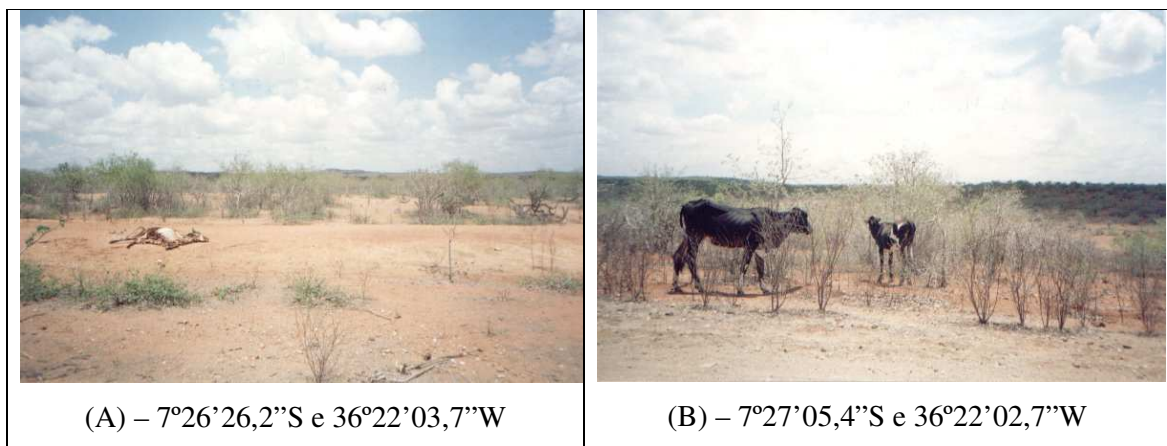 (A) – 7º26’26,2”S e 36º22’03,7”W
(B) – 7º27’05,4”S e 36º22’02,7”W